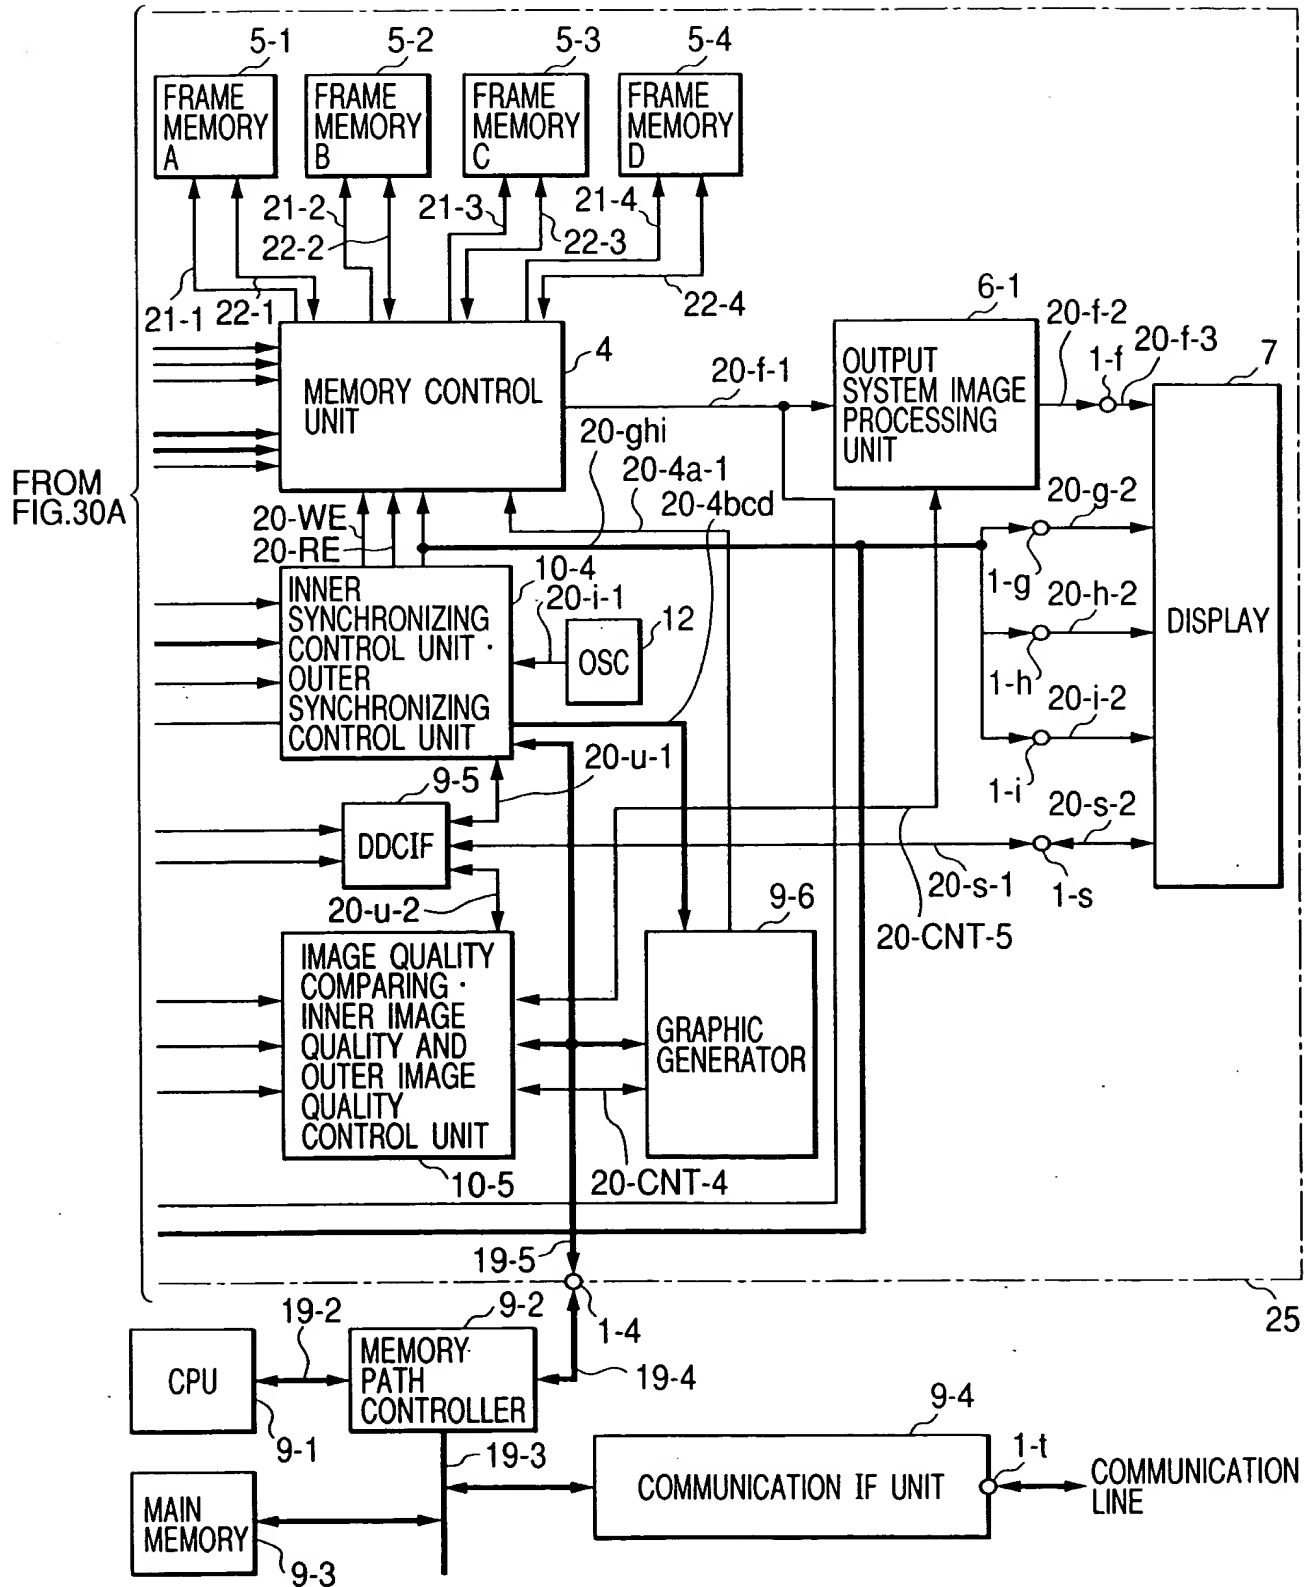 5-1
5-2
5-3
5-4
FRAME
MEMORY
A
FRAME
MEMORY
B
FRAME
MEMORY
C
FRAME
MEMORY
D
21-2
22-2
21-3
22-3
21-4
22-4
21-1
22-1
FROM
FIG.30A
MEMORY CONTROL
UNIT
4
20-f-1
6-1
OUTPUT
SYSTEM IMAGE
PROCESSING
UNIT
20-f-2
1-f
20-f-3
7
DISPLAY
20-ghi
20-4a-1
20-4bcd
20-WE
20-RE
10-4
20-i-1
12
OSC
INNER
SYNCHRONIZING
CONTROL UNIT ·
OUTER
SYNCHRONIZING
CONTROL UNIT
20-g-2
1-g
20-h-2
1-h
20-i-2
1-i
20-s-2
1-s
20-s-1
20-u-1
9-5
DDCIF
20-u-2
20-CNT-5
9-6
GRAPHIC
GENERATOR
IMAGE QUALITY
COMPARING ·
INNER IMAGE
QUALITY AND
OUTER IMAGE
QUALITY
CONTROL UNIT
10-5
20-CNT-4
19-5
1-4
25
19-2
9-2
CPU
9-1
MEMORY
PATH
CONTROLLER
19-4
19-3
9-4
1-t
COMMUNICATION IF UNIT
COMMUNICATION
LINE
MAIN
MEMORY
9-3